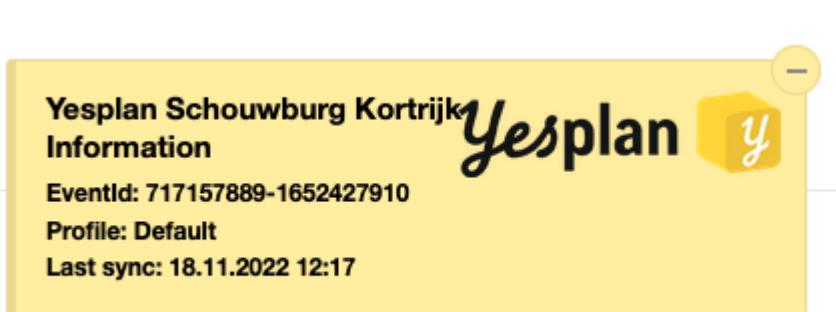 Yesplan Schouwburg Kortrijk
Information
Yesplan
y
EventId: 717157889-1652427910
Profile: Default
Last sync: 18.11.2022 12:17